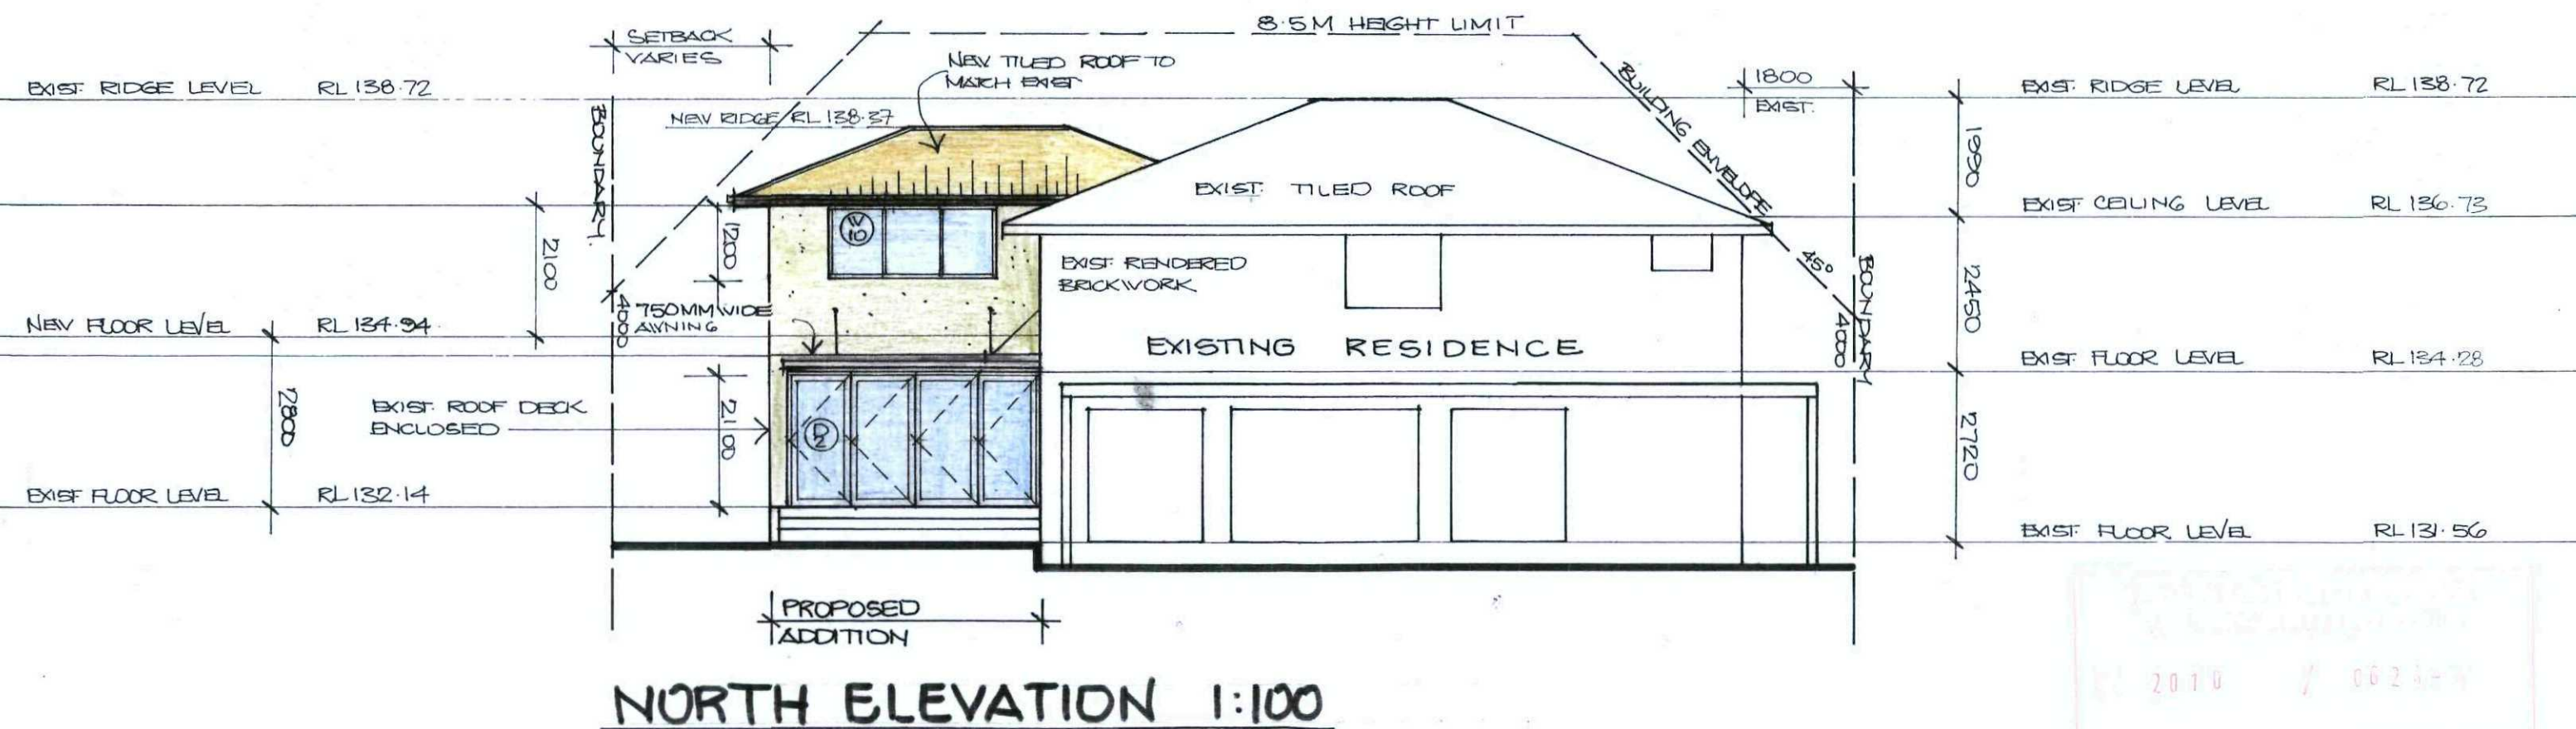 8.5M HEIGHT LIMIT
SETBACK
VARIES
NEW TILED ROOF TO
MATCH EXIST
EXIST. RIDGE LEVEL RL 138.72
NEW RIDGE RL 138.37
BOUNDARY.
2100
1200
4000
750MM WIDE
AWNING
NEW FLOOR LEVEL RL 134.94
2800
EXIST. ROOF DECK
ENCLOSED
2100
EXIST FLOOR LEVEL RL 132.14
W
10
D
2
EXIST. TILED ROOF
EXIST. RENDERED
BRICKWORK
EXISTING RESIDENCE
BUILDING ENVELOPE
45°
1800
EXIST.
BOUNDARY
4000
EXIST. RIDGE LEVEL RL 138.72
1990
EXIST CEILING LEVEL RL 136.73
2450
EXIST. FLOOR LEVEL RL 134.28
2720
EXIST. FLOOR LEVEL RL 131.56
PROPOSED
ADDITION
NORTH ELEVATION 1:100
2010 / 062